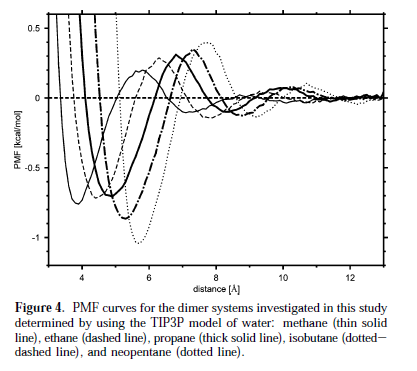 0.5
0
-0.5
-1
PMF [kcal/mol]
4 6 8 10 12
distance [Å]
Figure 4. PMF curves for the dimer systems investigated in this study
determined by using the TIP3P model of water: methane (thin solid
line), ethane (dashed line), propane (thick solid line), isobutane (dotted–
dashed line), and neopentane (dotted line).